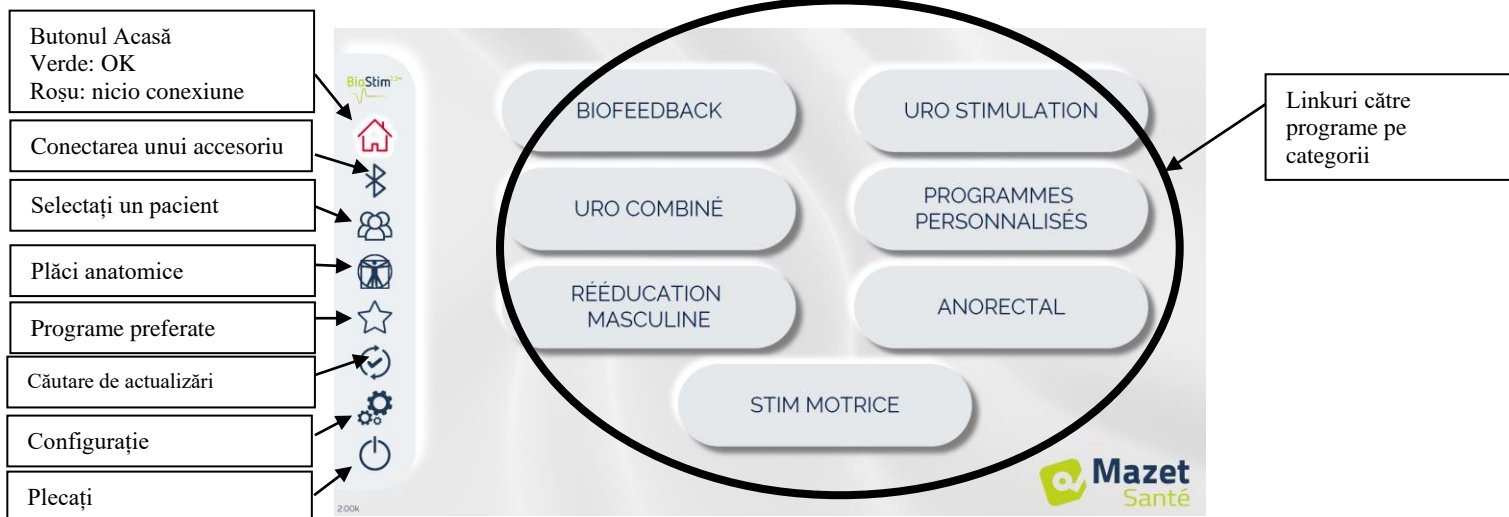 Butonul Acasă
Verde: OK
Roșu: nicio conexiune
Conectarea unui accesoriu
Selectați un pacient
Plăci anatomice
Programe preferate
Căutare de actualizări
Configurație
Plecați
BioStim
BIOFEEDBACK
URO STIMULATION
URO COMBINÉ
PROGRAMMES
PERSONNALISÉS
RÉÉDUCATION
MASCULINE
ANORECTAL
STIM MOTRICE
Mazet
Santé
2.00k
Linkuri către
programe pe
categorii